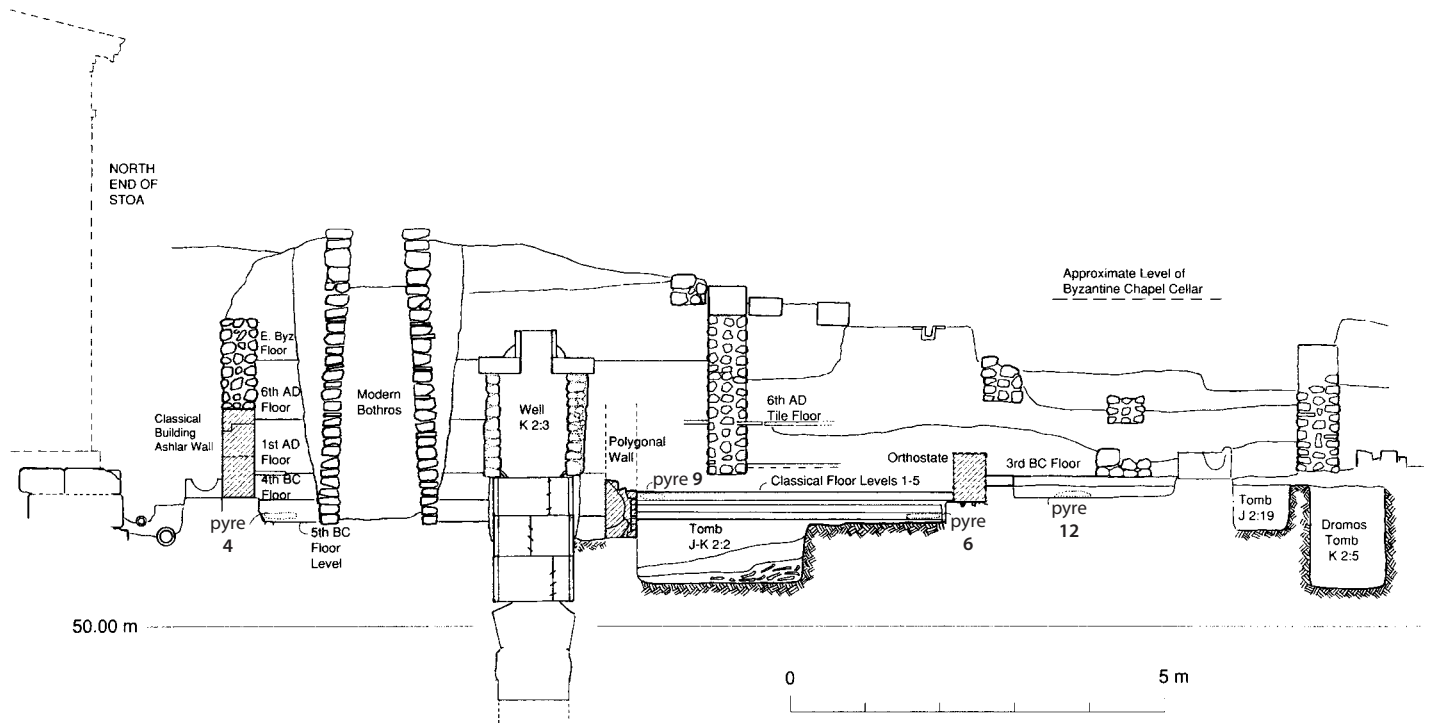 NORTH
END OF
STOA
Approximate Level of
Byzantine Chapel Cellar
E. Byz
Floor
6th AD
Floor
Modern
Bothros
Well
K 2:3
6th AD
Tile Floor
Classical
Building
Ashlar Wall
1st AD
Floor
Polygonal
Wall
Orthostate
3rd BC Floor
4th BC
Floor
pyre 9
Classical Floor Levels 1-5
pyre
4
5th BC
Floor
Level
Tomb
J-K 2:2
pyre
6
pyre
12
Tomb
J 2:19
Dromos
Tomb
K 2:5
50.00 m
0
5 m